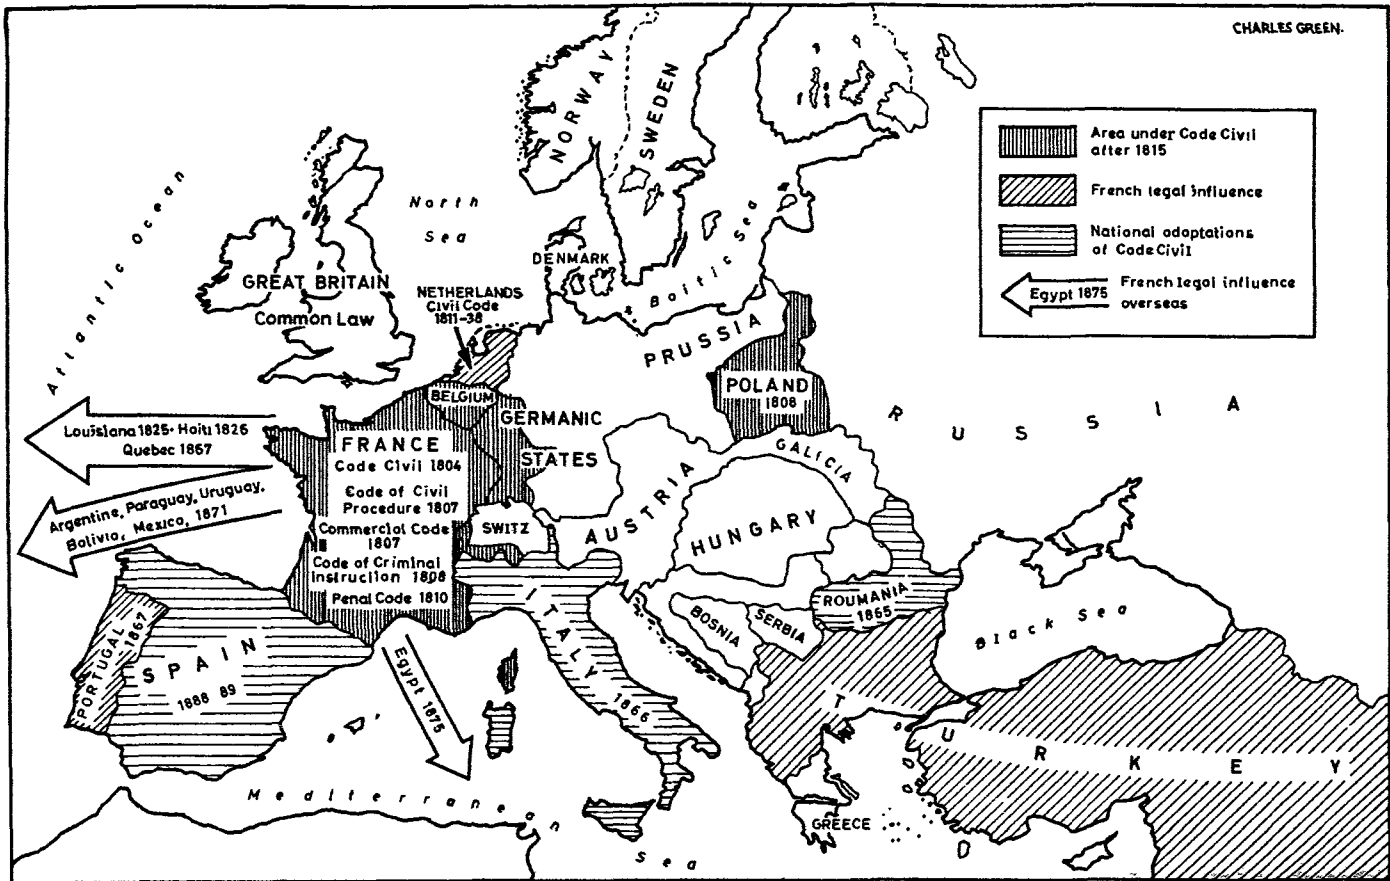 CHARLES GREEN.
Area under Code Civil
after 1815
French legal influence
National adoptations
of Code Civil
Egypt 1875
French legal influence
overseas
NORWAY
SWEDEN
Atlantic Ocean
North
Sea
DENMARK
Baltic Sea
GREAT BRITAIN
Common Law
NETHERLANDS
Civil Code
1811-38
PRUSSIA
POLAND
1808
RUSSIA
BELGIUM
GERMANIC
STATES
GALICIA
Louisiana 1825· Haiti 1826
Quebec 1867
Argentine, Paraguay, Uruguay,
Bolivia, Mexico, 1871
FRANCE
Code Civil 1804
Code of Civil
Procedure 1807
Commercial Code
1807
Code of Criminal
Instruction 1808
Penal Code 1810
SWITZ
AUSTRIA
HUNGARY
ROUMANIA
1865
BOSNIA
SERBIA
Black Sea
PORTUGAL
1867
SPAIN
1888 89
Egypt 1875
ITALY 1866
TURKEY
GREECE
Mediterranean
Sea